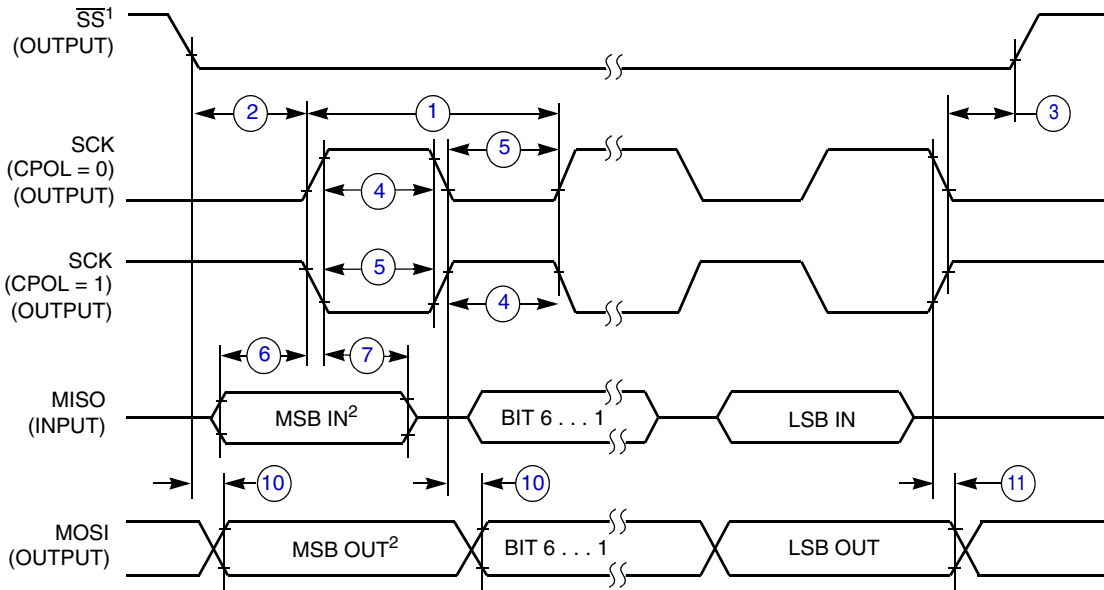 SS¹
(OUTPUT)
2
1
3
SCK
(CPOL = 0)
(OUTPUT)
5
4
SCK
(CPOL = 1)
(OUTPUT)
5
4
6
7
MISO
(INPUT)
MSB IN²
BIT 6 . . . 1
LSB IN
10
10
11
MOSI
(OUTPUT)
MSB OUT²
BIT 6 . . . 1
LSB OUT